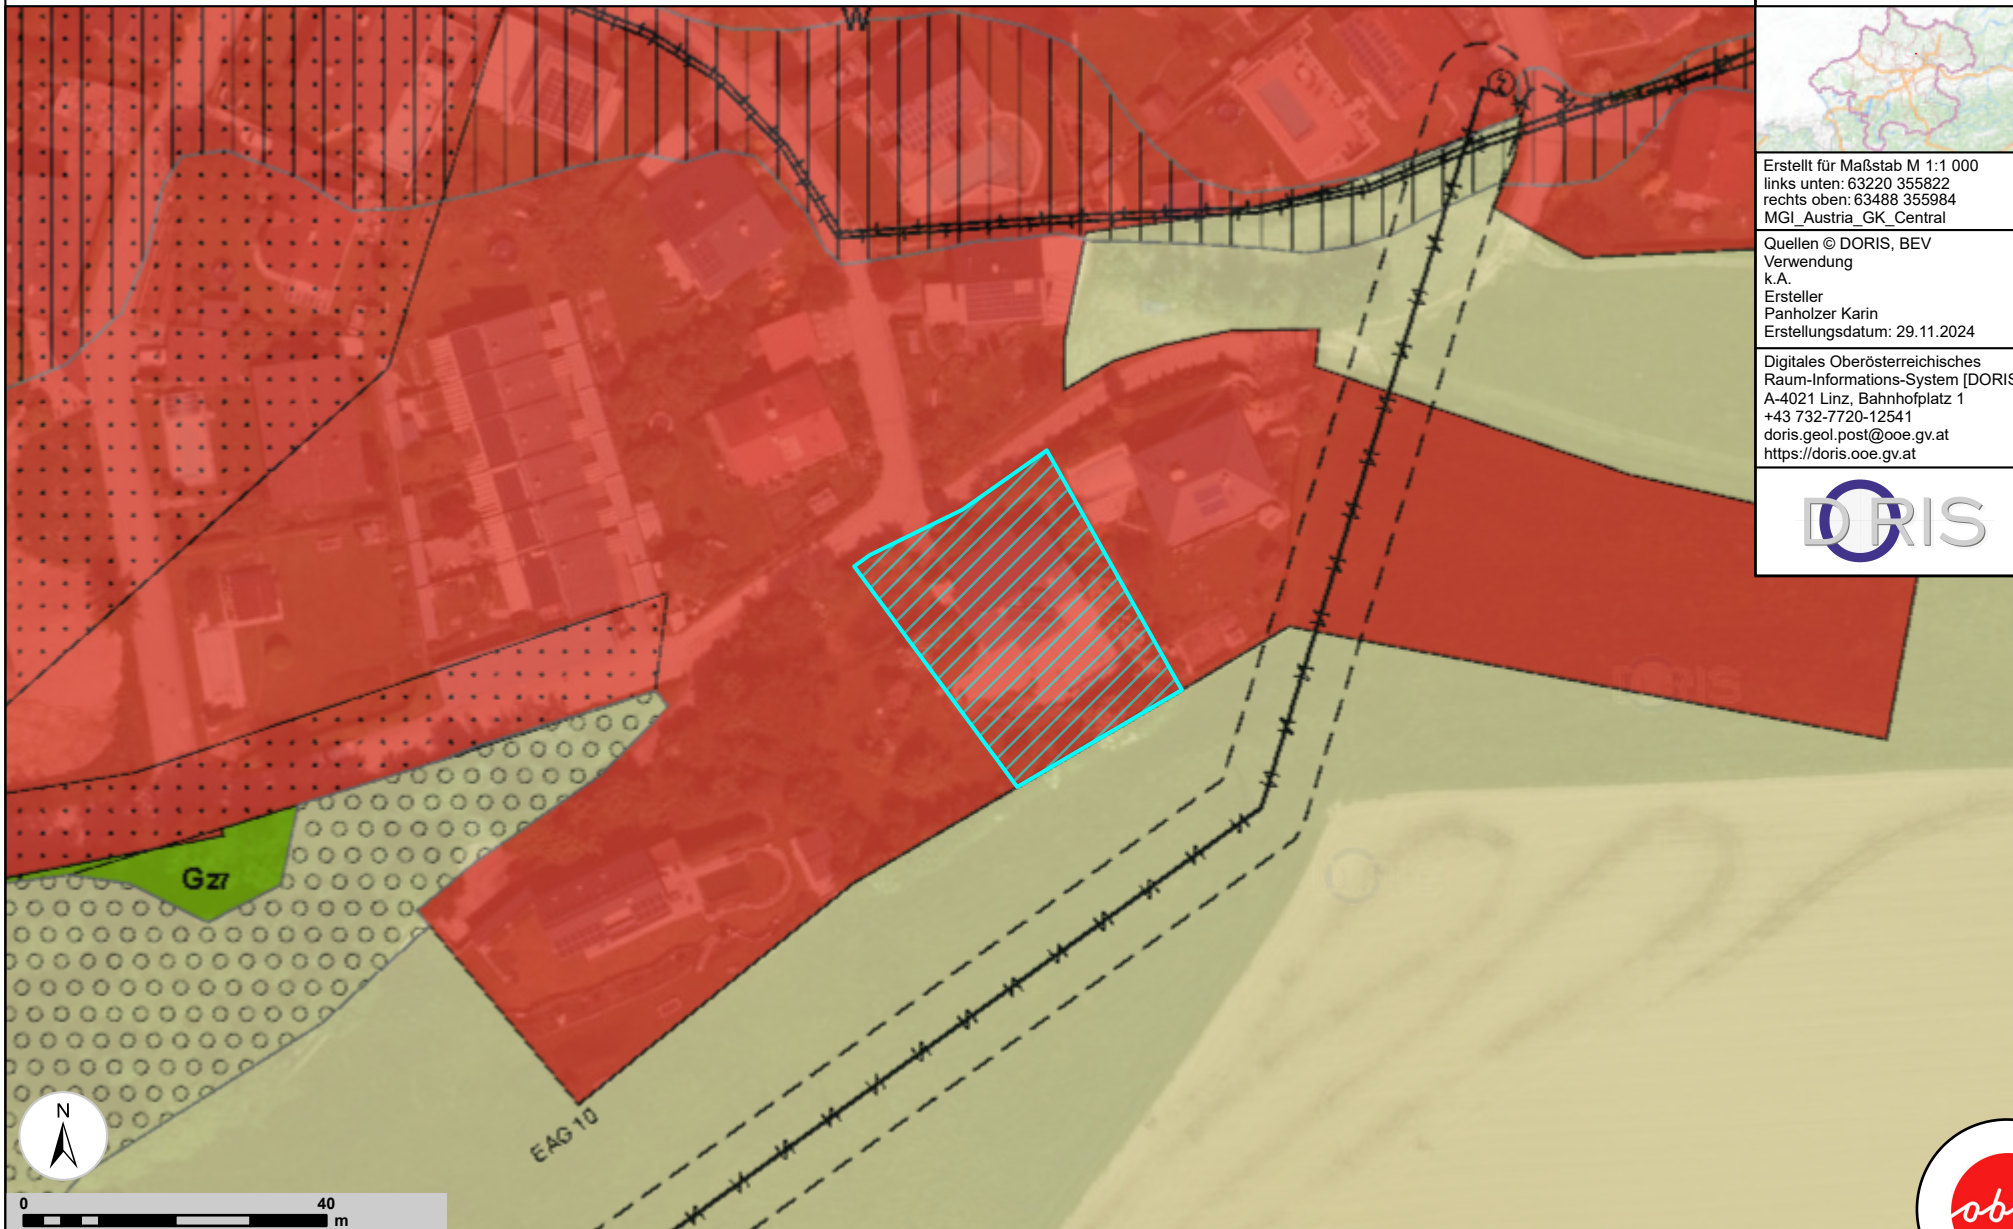 W
Erstellt für Maßstab M 1:1 000
links unten: 63220 355822
rechts oben: 63488 355984
MGI_Austria_GK_Central
Quellen © DORIS, BEV
Verwendung
k.A.
Ersteller
Panholzer Karin
Erstellungsdatum: 29.11.2024
Digitales Oberösterreichisches
Raum-Informations-System [DORIS
A-4021 Linz, Bahnhofplatz 1
+43 732-7720-12541
doris.geol.post@ooe.gv.at
https://doris.ooe.gv.at
DORIS
DORIS
Gz7
EAG 10
N
0 40
m
ob